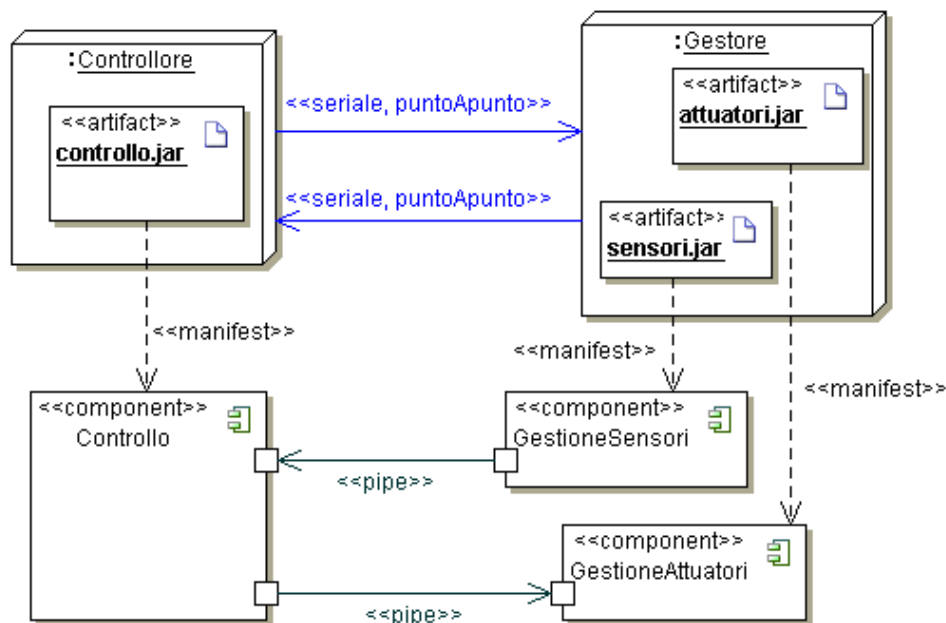 :Controllore
<<artifact>>
controllo.jar
<<seriale, puntoApunto>>
<<seriale, puntoApunto>>
:Gestore
<<artifact>>
attuatori.jar
<<artifact>>
sensori.jar
<<manifest>>
<<manifest>>
<<manifest>>
<<component>>
Controllo
<<component>>
GestioneSensori
<<pipe>>
<<component>>
GestioneAttuatori
<<pipe>>